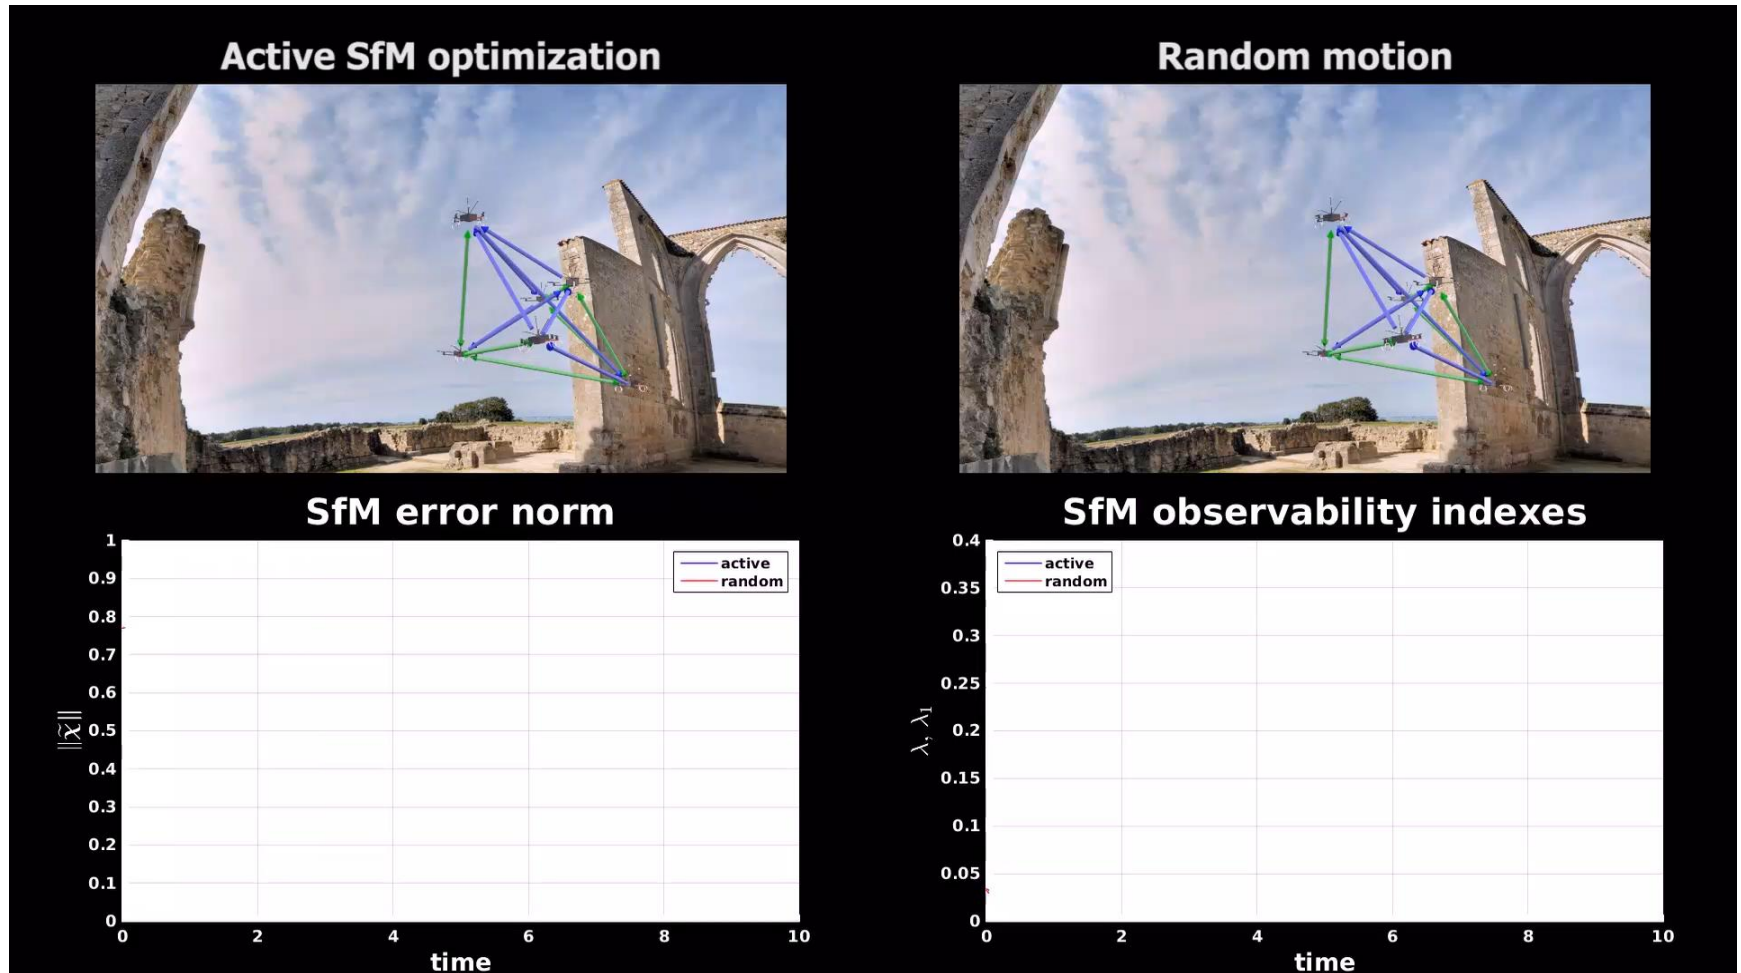 Active SfM optimization
Random motion
SfM error norm
1
0.9
0.8
0.7
0.6
0.5
0.4
0.3
0.2
0.1
0
active
random
‖χ̃‖
0 2 4 6 8 10
time
SfM observability indexes
0.4
0.35
0.3
0.25
0.2
0.15
0.1
0.05
0
active
random
λ, λ₁
0 2 4 6 8 10
time